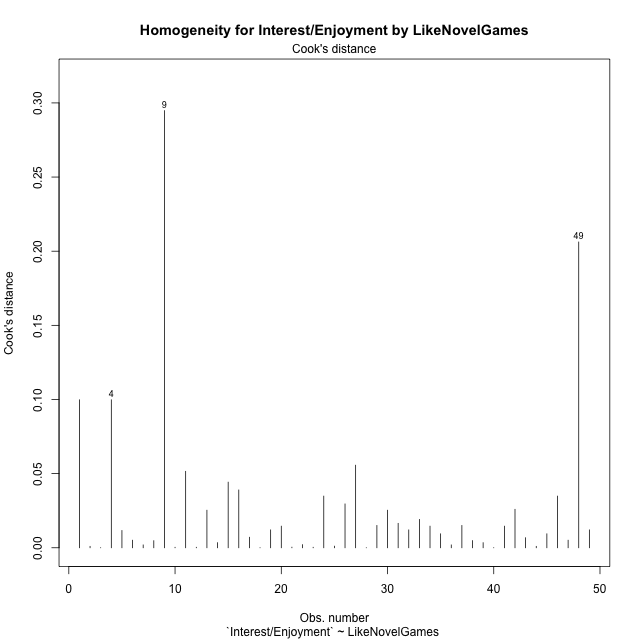 Homogeneity for Interest/Enjoyment by LikeNovelGames
Cook's distance
0.30
0.25
0.20
0.15
0.10
0.05
0.00
Cook's distance
9
49
4
0 10 20 30 40 50
Obs. number
`Interest/Enjoyment` ~ LikeNovelGames